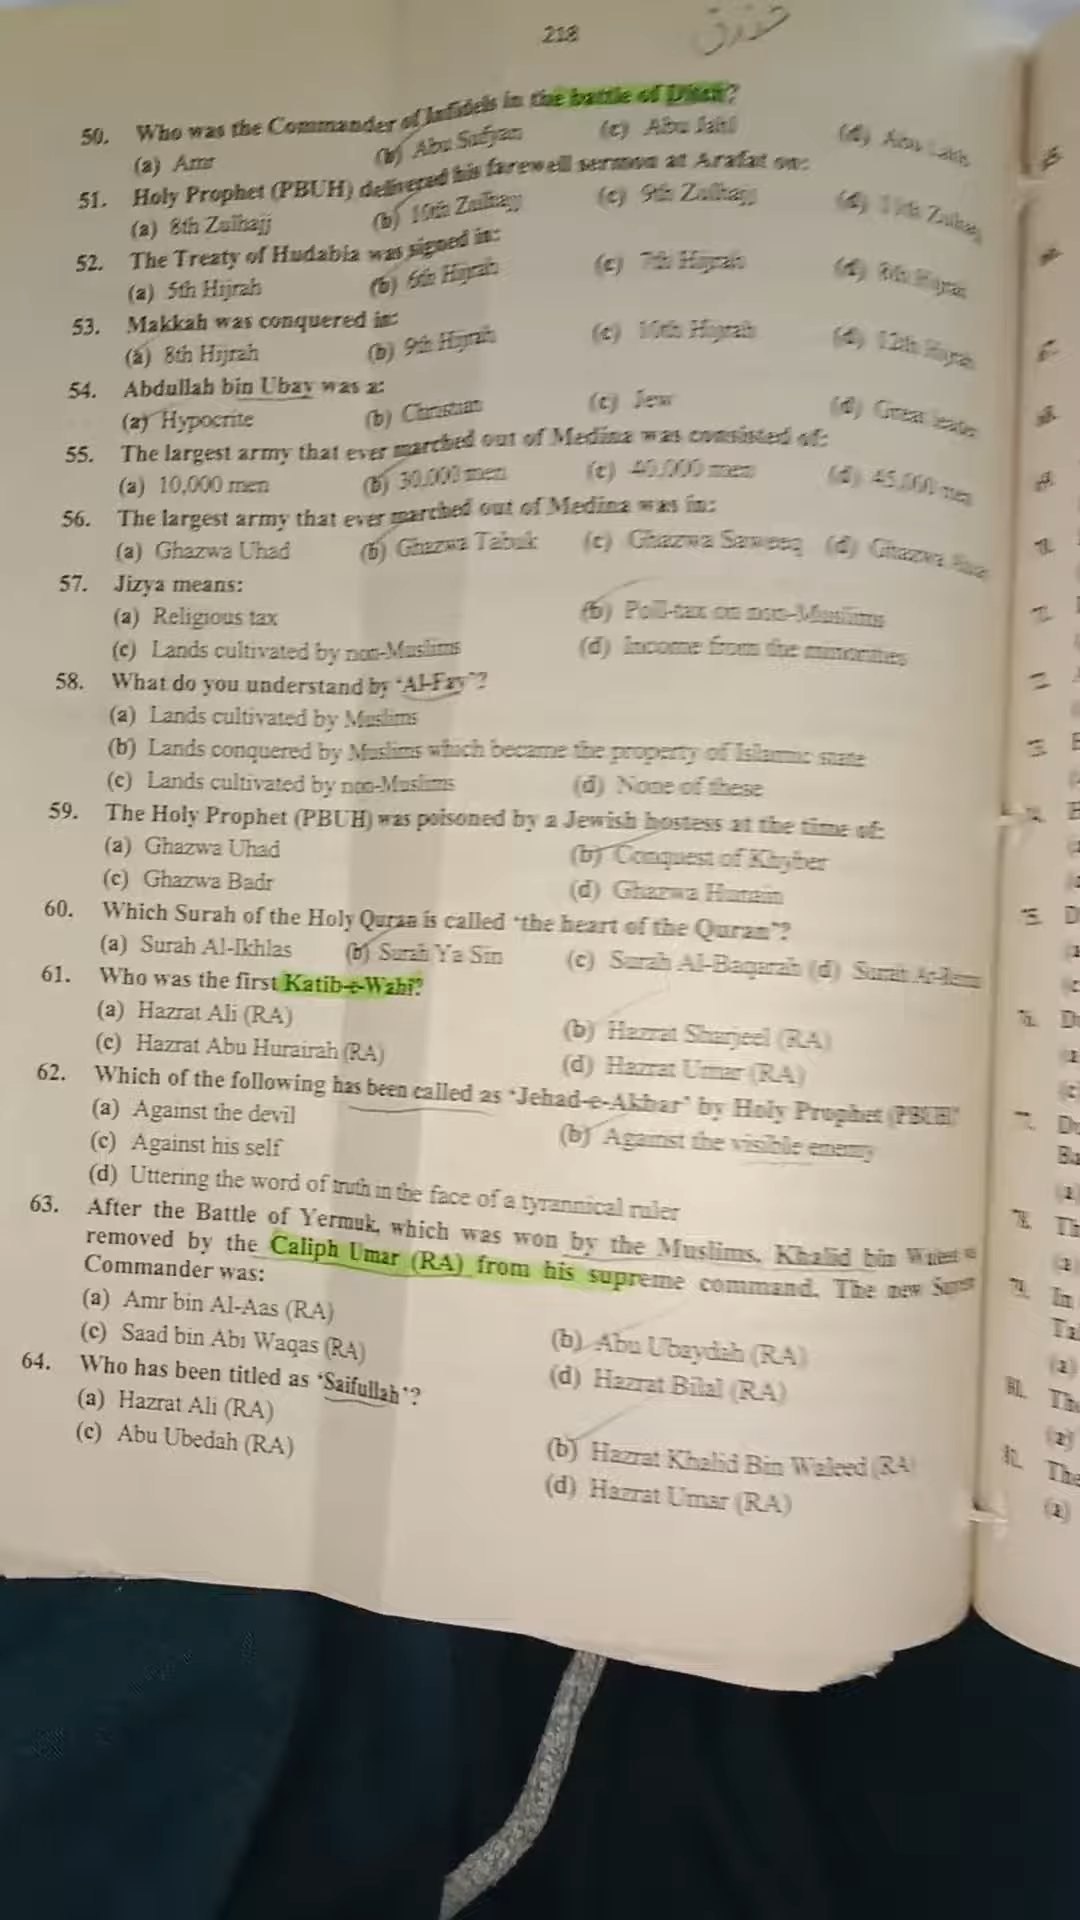 218
خندق
50. Who was the Commander of Infidels in the battle of Ditch?
(a) Amr (b) Abu Sufyan (c) Abu Jahl (d) Abu
51. Holy Prophet (PBUH) delivered his farewell sermon at Arafat on:
(a) 8th Zulhajj (b) 10th Zulhajj (c) 9th Zulhajj (d) 11th
52. The Treaty of Hudabia was signed in:
(a) 5th Hijrah (b) 6th Hijrah (c) 7th Hijrah (d) 8th Hijrah
53. Makkah was conquered in:
(a) 8th Hijrah (b) 9th Hijrah (c) 10th Hijrah (d) 12th Hijrah
54. Abdullah bin Ubay was a:
(a) Hypocrite (b) Christian (c) Jew (d) Great leader
55. The largest army that ever marched out of Medina was consisted of:
(a) 10,000 men (b) 30,000 men (c) 40,000 men (d) 45,000 men
56. The largest army that ever marched out of Medina was in:
(a) Ghazwa Uhad (b) Ghazwa Tabuk (c) Ghazwa Saweeq (d) Ghazwa
57. Jizya means:
(a) Religious tax (b) Poll-tax on non-Muslims
(c) Lands cultivated by non-Muslims (d) Income from the minorities
58. What do you understand by 'Al-Fay'?
(a) Lands cultivated by Muslims
(b) Lands conquered by Muslims which became the property of Islamic state
(c) Lands cultivated by non-Muslims (d) None of these
59. The Holy Prophet (PBUH) was poisoned by a Jewish hostess at the time of:
(a) Ghazwa Uhad (b) Conquest of Khyber
(c) Ghazwa Badr (d) Ghazwa Hunain
60. Which Surah of the Holy Quran is called 'the heart of the Quran'?
(a) Surah Al-Ikhlas (b) Surah Ya Sin (c) Surah Al-Baqarah (d) Surah
61. Who was the first Katib-e-Wahi?
(a) Hazrat Ali (RA) (b) Hazrat Sharjeel (RA)
(c) Hazrat Abu Hurairah (RA) (d) Hazrat Umar (RA)
62. Which of the following has been called as 'Jehad-e-Akbar' by Holy Prophet (PBUH)
(a) Against the devil (b) Against the visible enemy
(c) Against his self
(d) Uttering the word of truth in the face of a tyrannical ruler
63. After the Battle of Yermuk, which was won by the Muslims, Khalid bin
removed by the Caliph Umar (RA) from his supreme command. The new
Commander was:
(a) Amr bin Al-Aas (RA) (b) Abu Ubaydah (RA)
(c) Saad bin Abi Waqas (RA) (d) Hazrat Bilal (RA)
64. Who has been titled as 'Saifullah'?
(a) Hazrat Ali (RA) (b) Hazrat Khalid Bin Waleed (RA)
(c) Abu Ubedah (RA) (d) Hazrat Umar (RA)